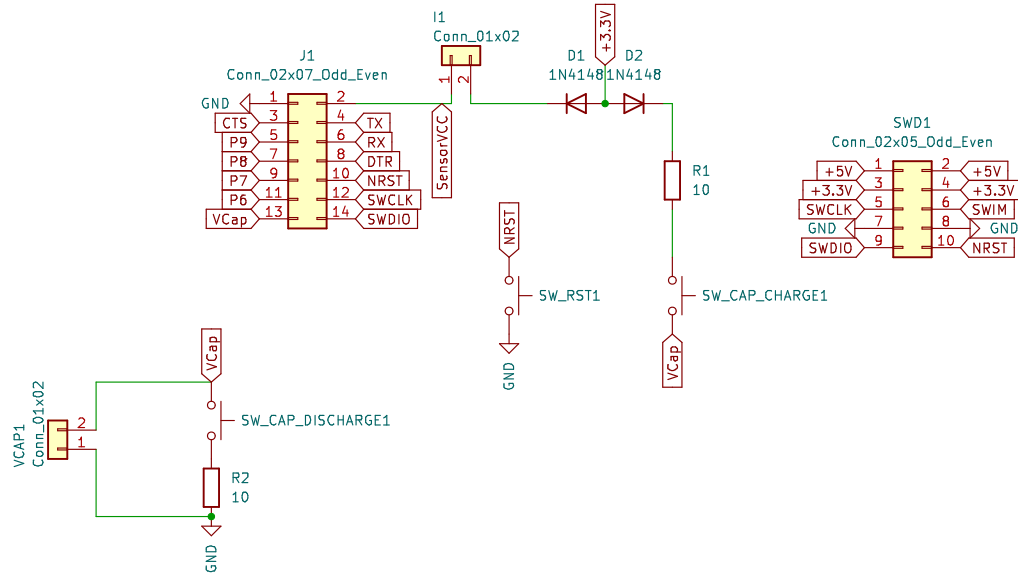 I1
Conn_01x02
1
2
+3.3V
D1
1N4148
D2
1N4148
J1
Conn_02x07_Odd_Even
GND 1 2
CTS 3 4 TX
P9 5 6 RX
P8 7 8 DTR
P7 9 10 NRST
P6 11 12 SWCLK
VCap 13 14 SWDIO
SensorVCC
R1
10
SWD1
Conn_02x05_Odd_Even
+5V 1 2 +5V
+3.3V 3 4 +3.3V
SWCLK 5 6 SWIM
GND 7 8 GND
SWDIO 9 10 NRST
NRST
SW_RST1
GND
SW_CAP_CHARGE1
VCap
VCap
VCAP1
Conn_01x02
2
1
SW_CAP_DISCHARGE1
R2
10
GND